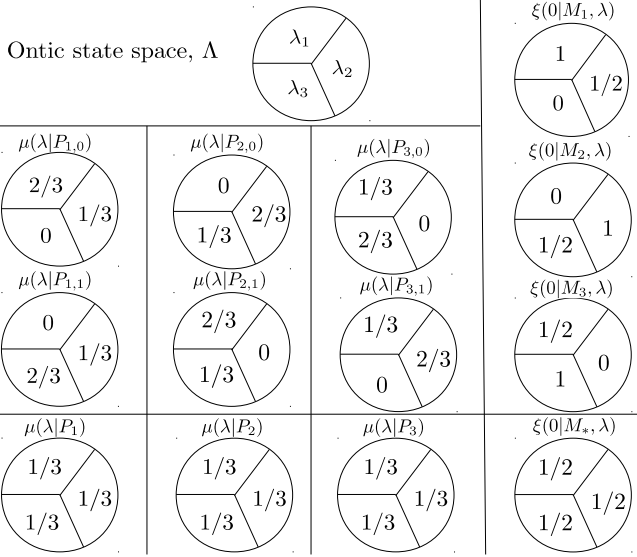 Ontic state space, Λ
λ₁
λ₂
λ₃
ξ(0|M₁, λ)
1
1/2
0
μ(λ|P₁,₀)
2/3
1/3
0
μ(λ|P₂,₀)
0
2/3
1/3
μ(λ|P₃,₀)
1/3
0
2/3
ξ(0|M₂, λ)
0
1
1/2
μ(λ|P₁,₁)
0
1/3
2/3
μ(λ|P₂,₁)
2/3
0
1/3
μ(λ|P₃,₁)
1/3
2/3
0
ξ(0|M₃, λ)
1/2
0
1
μ(λ|P₁)
1/3
1/3
1/3
μ(λ|P₂)
1/3
1/3
1/3
μ(λ|P₃)
1/3
1/3
1/3
ξ(0|M∗, λ)
1/2
1/2
1/2